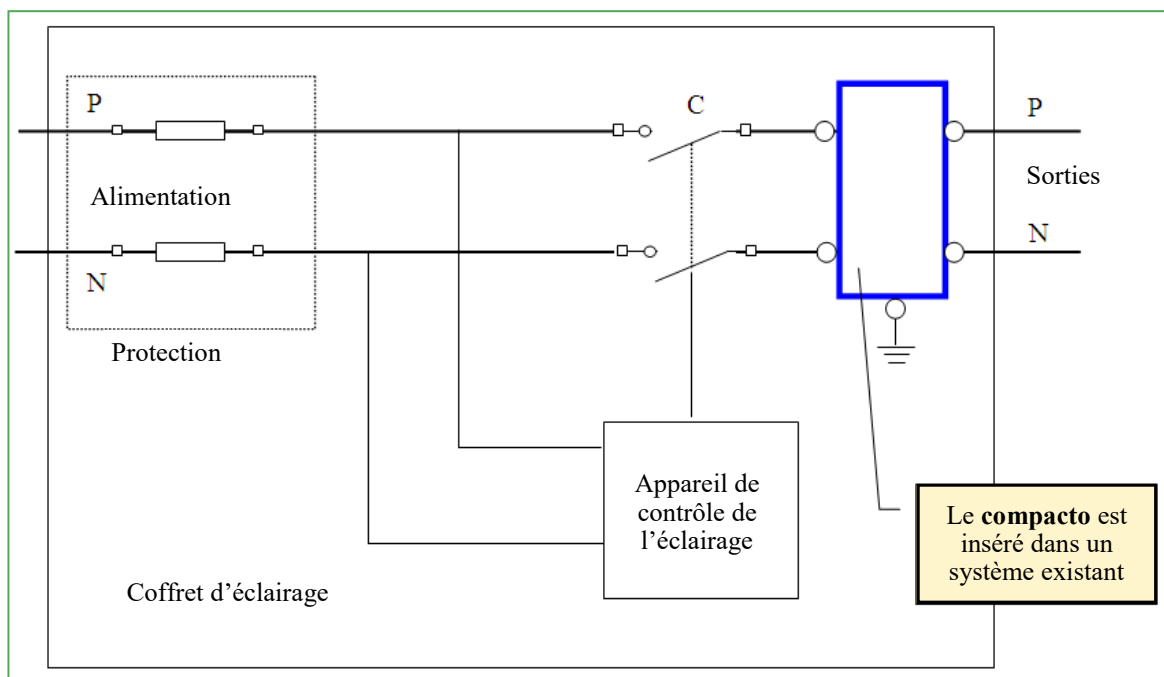 P
C
P
Alimentation
Sorties
N
N
Protection
Appareil de
contrôle de
l’éclairage
Le compacto est
inséré dans un
système existant
Coffret d’éclairage